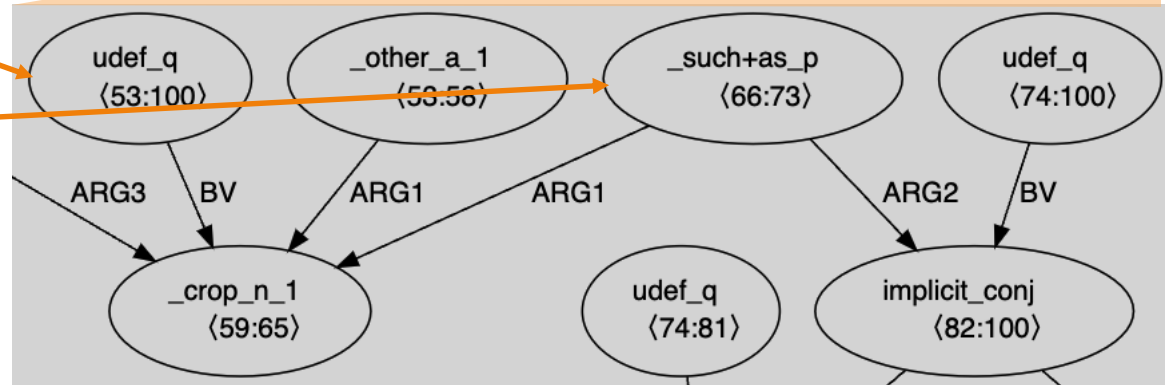 udef_q
⟨53:100⟩
_other_a_1
⟨53:58⟩
_such+as_p
⟨66:73⟩
udef_q
⟨74:100⟩
ARG3
BV
ARG1
ARG1
ARG2
BV
_crop_n_1
⟨59:65⟩
udef_q
⟨74:81⟩
implicit_conj
⟨82:100⟩